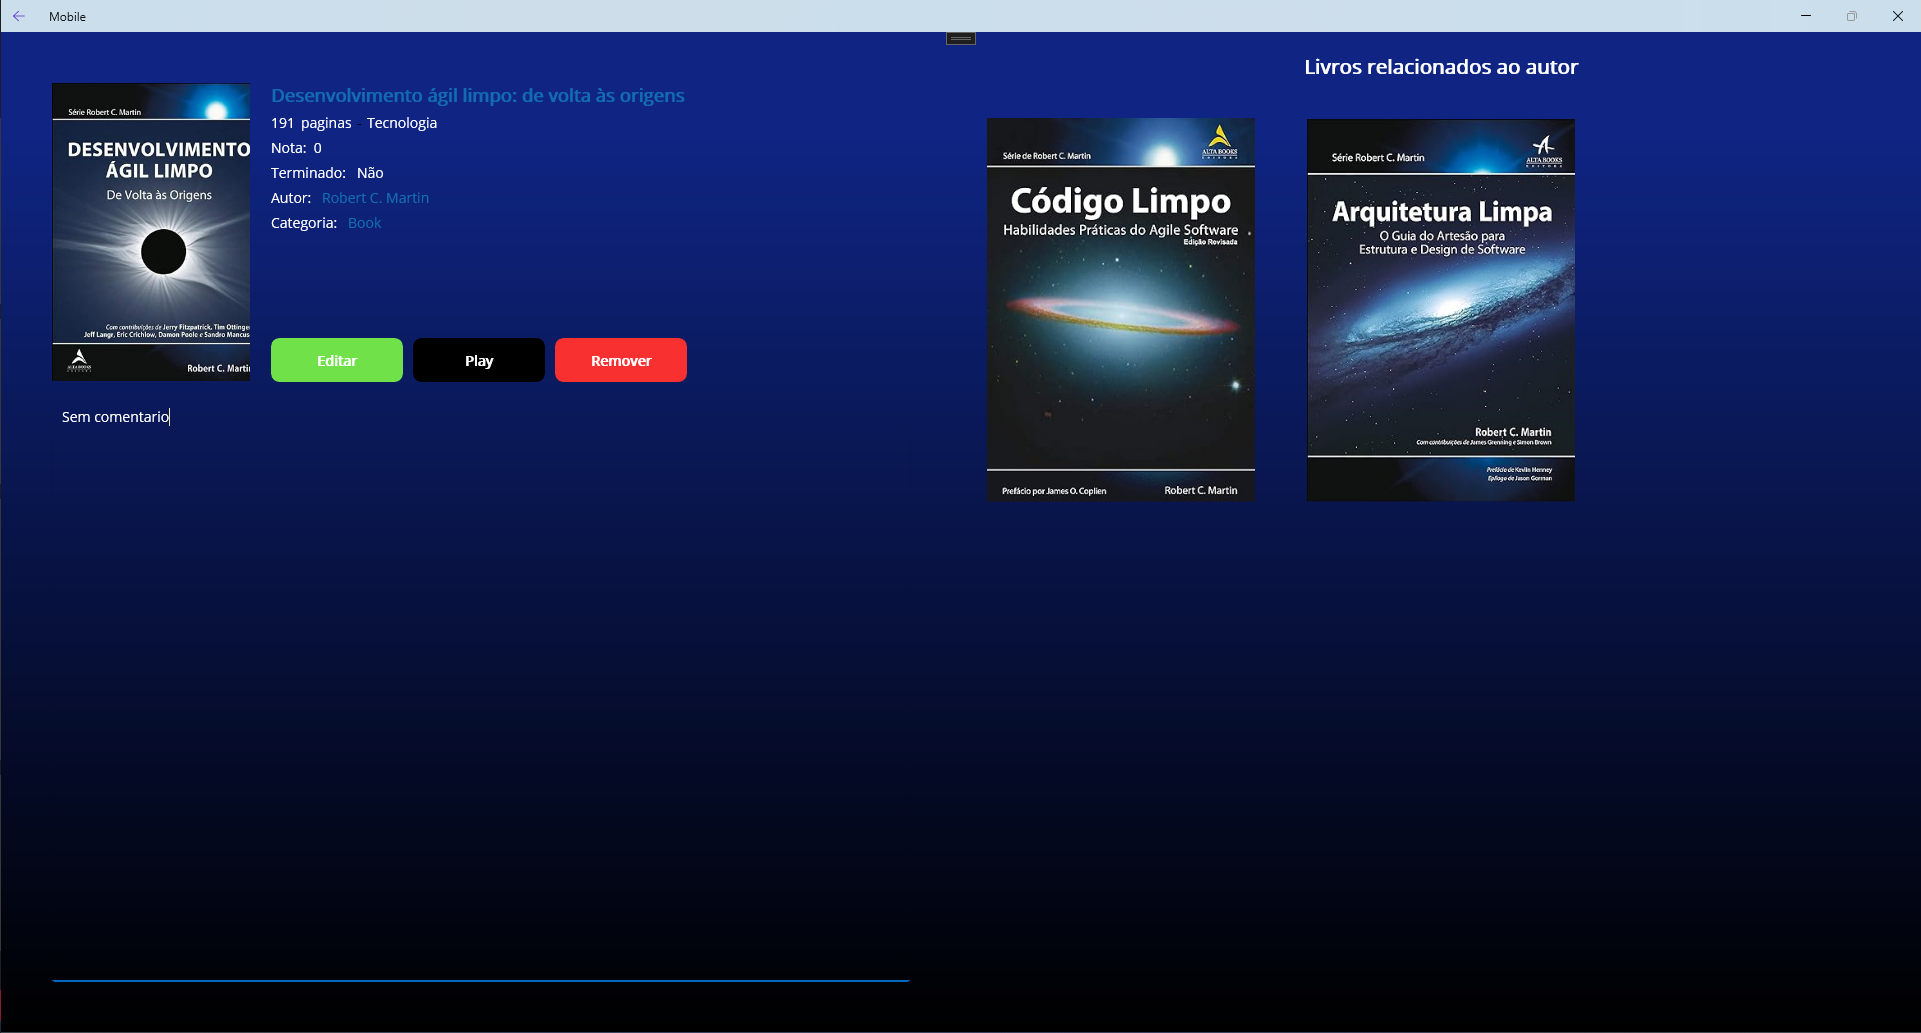 Mobile
Série Robert C. Martin
DESENVOLVIMENTO
ÁGIL LIMPO
De Volta às Origens
Com contribuições de Jerry Fitzpatrick, Tim Ottinge
Jeff Langr, Eric Crichlow, Damon Poole e Sandro Mancus
ALTA BOOKS
EDITORA
Robert C. Marti
Desenvolvimento ágil limpo: de volta às origens
191 paginas - Tecnologia
Nota: 0
Terminado: Não
Autor: Robert C. Martin
Categoria: Book
Editar
Play
Remover
Sem comentario
Livros relacionados ao autor
Série de Robert C. Martin
ALTA BOOKS
EDITORA
Código Limpo
Habilidades Práticas do Agile Software
Edição Revisada
Prefácio por James O. Coplien
Robert C. Martin
Série Robert C. Martin
ALTA BOOKS
EDITORA
Arquitetura Limpa
O Guia do Artesão para
Estrutura e Design de Software
Robert C. Martin
Com contribuições de James Grenning e Simon Brown
Prefácio de Kevlin Henney
Epílogo de Jason Gorman